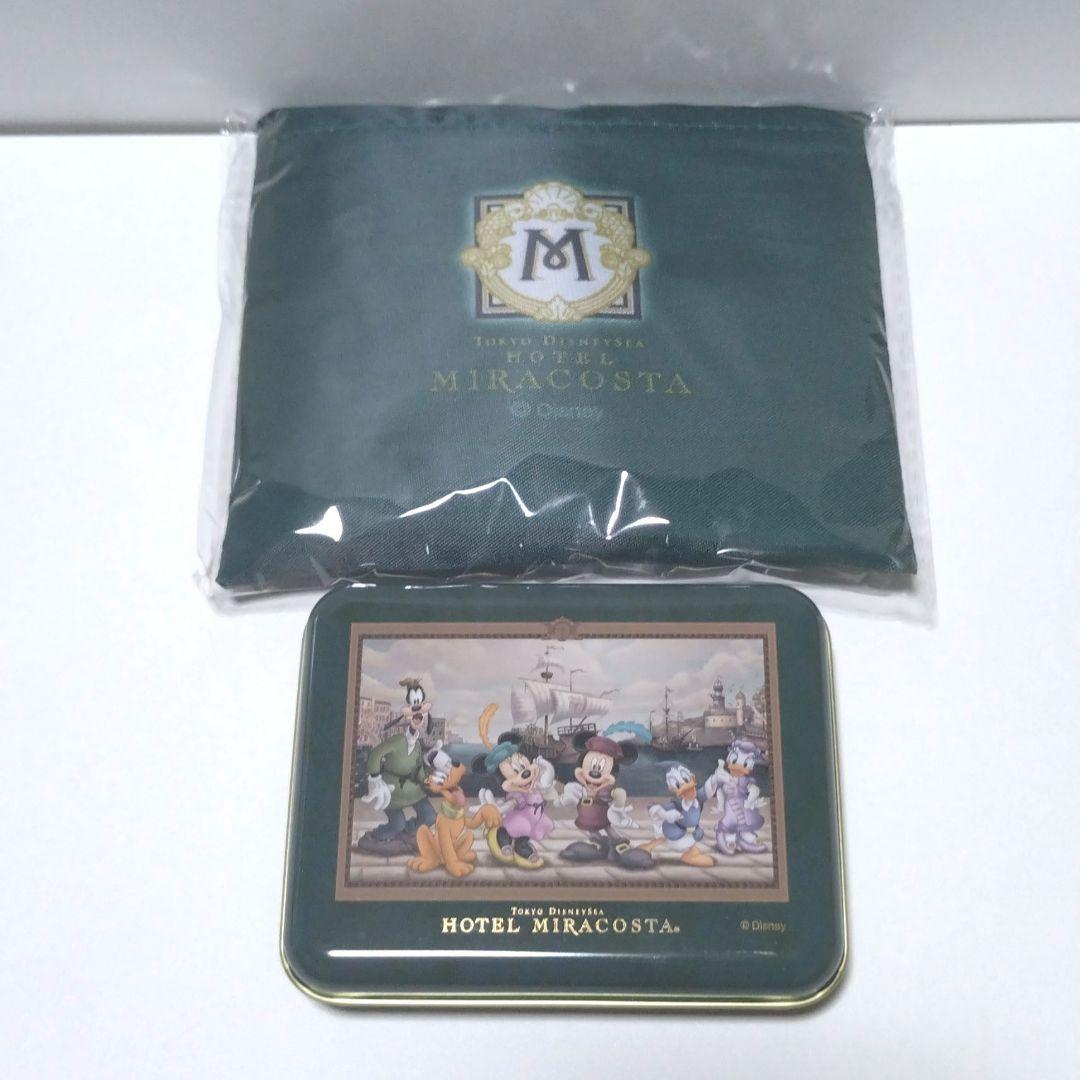 M
TOKYO DISNEYSEA
HOTEL
MIRACOSTA
© Disney
TOKYO DISNEYSEA
HOTEL MIRACOSTA®
© Disney